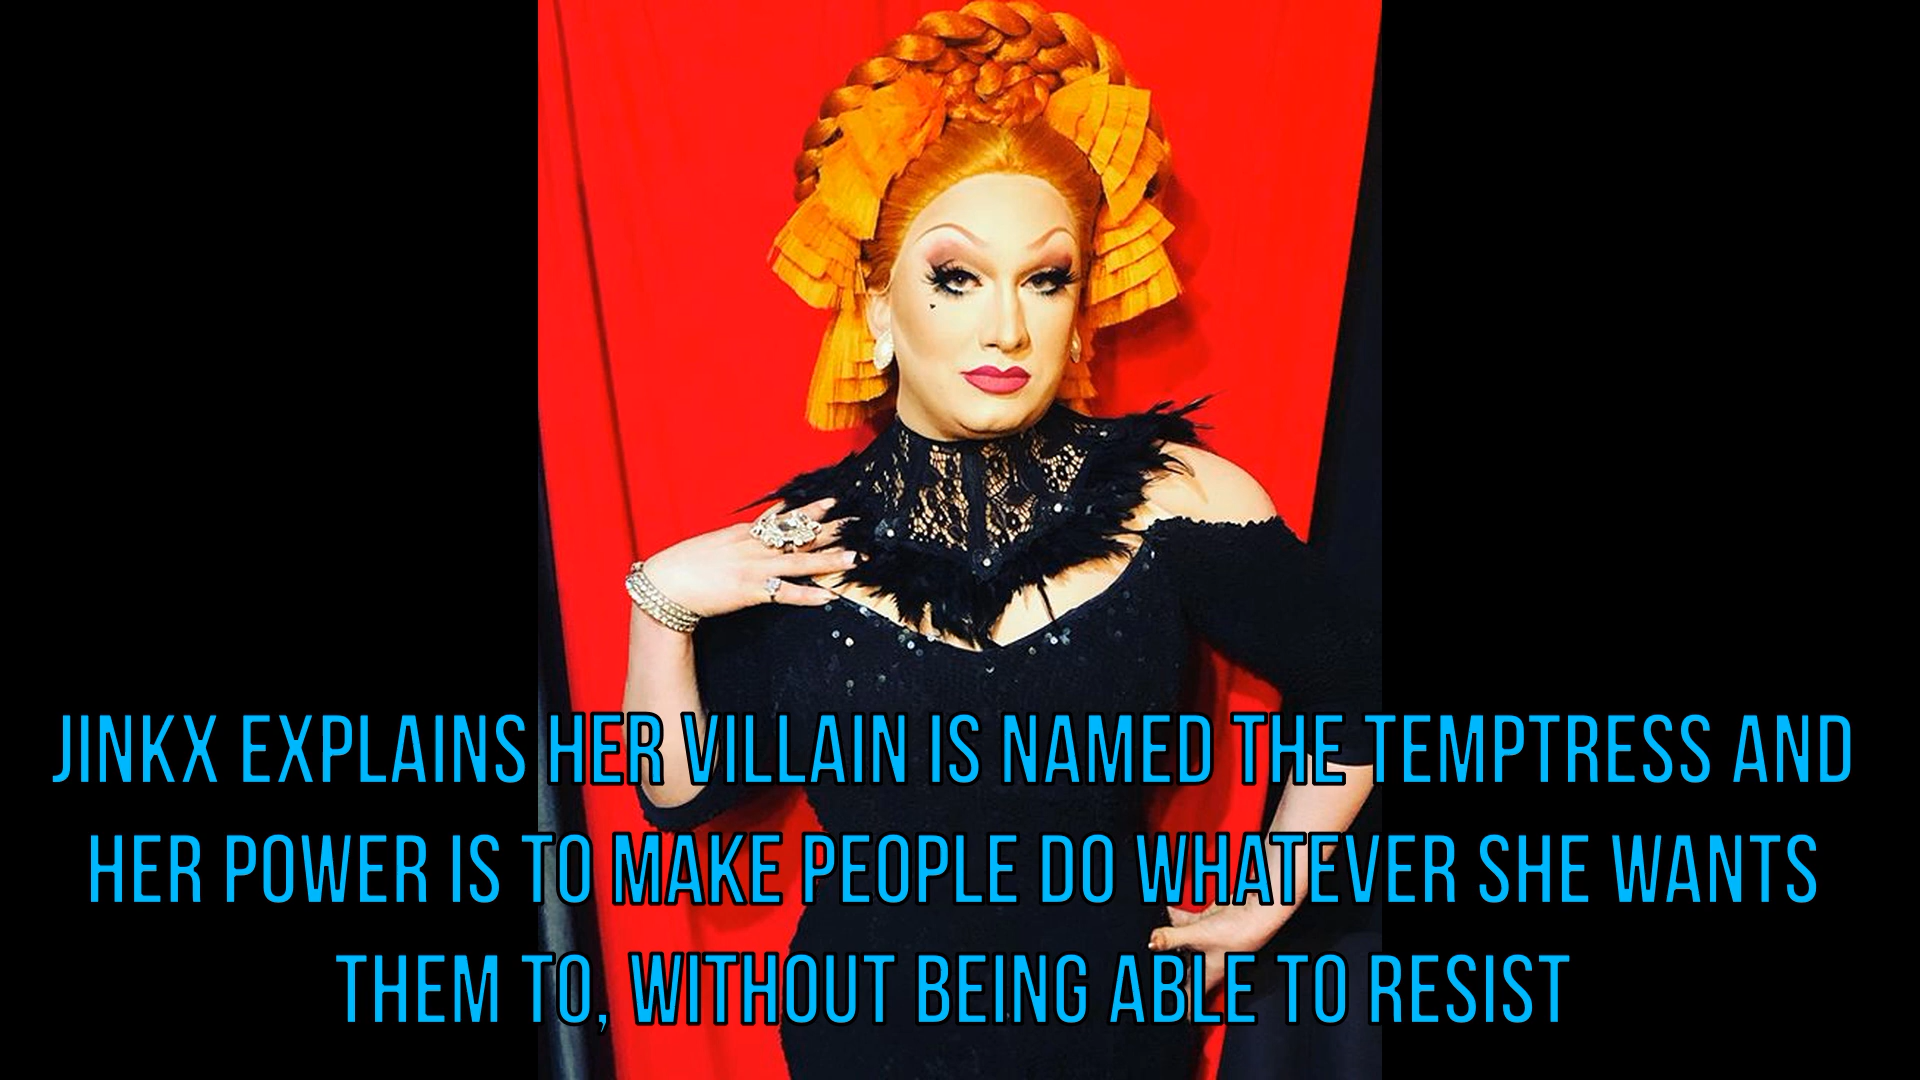 JINKX EXPLAINS HER VILLAIN IS NAMED THE TEMPTRESS AND
HER POWER IS TO MAKE PEOPLE DO WHATEVER SHE WANTS
THEM TO, WITHOUT BEING ABLE TO RESIST